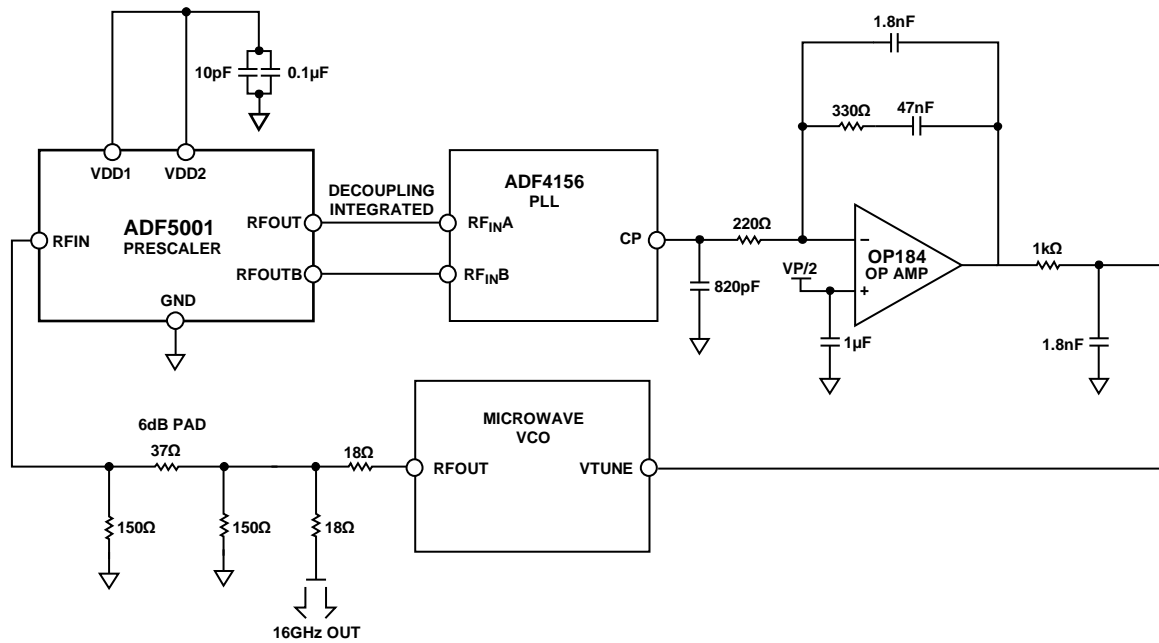 1.8nF
10pF
0.1µF
330Ω
47nF
VDD1
VDD2
ADF5001
PRESCALER
RFIN
RFOUT
RFOUTB
GND
DECOUPLING
INTEGRATED
ADF4156
PLL
RFINA
RFINB
CP
220Ω
820pF
VP/2
1µF
−
+
OP184
OP AMP
1kΩ
1.8nF
6dB PAD
37Ω
150Ω
150Ω
18Ω
18Ω
16GHz OUT
MICROWAVE
VCO
RFOUT
VTUNE